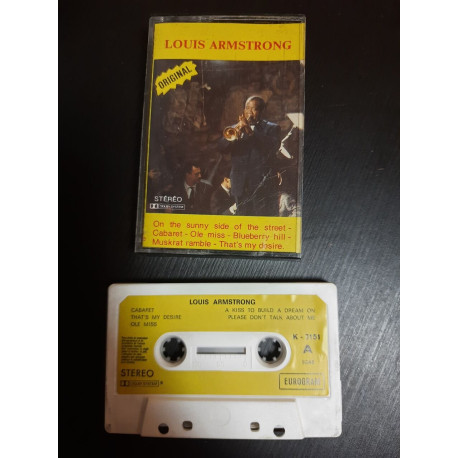 LOUIS ARMSTRONG
ORIGINAL
STÉRÉO
On the sunny side of the street -
Cabaret - Ole miss - Blueberry hill -
Muskrat ramble - That's my desire.
LOUIS ARMSTRONG
CABARET
THAT'S MY DESIRE
OLE MISS
A KISS TO BUILD A DREAM ON
PLEASE DON'T TALK ABOUT ME
A
STEREO